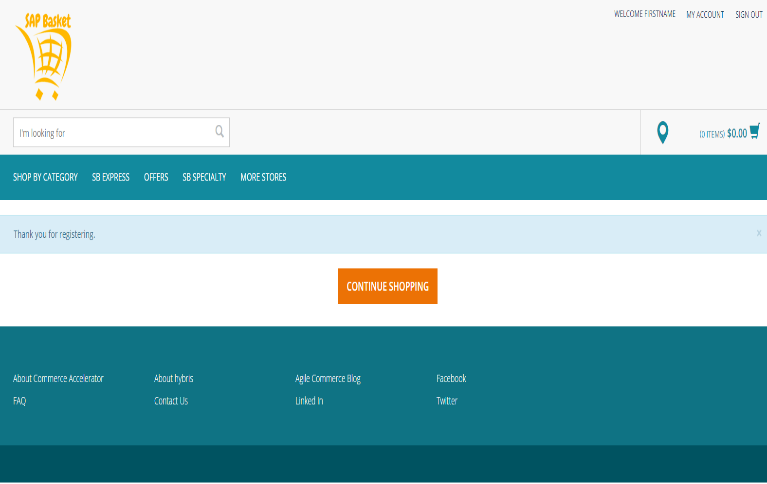 SAP Basket
WELCOME FIRSTNAME MY ACCOUNT SIGN OUT
I'm looking for
(0 ITEMS) $0.00
SHOP BY CATEGORY SB EXPRESS OFFERS SB SPECIALTY MORE STORES
Thank you for registering.
x
CONTINUE SHOPPING
About Commerce Accelerator About hybris Agile Commerce Blog Facebook
FAQ Contact Us Linked In Twitter